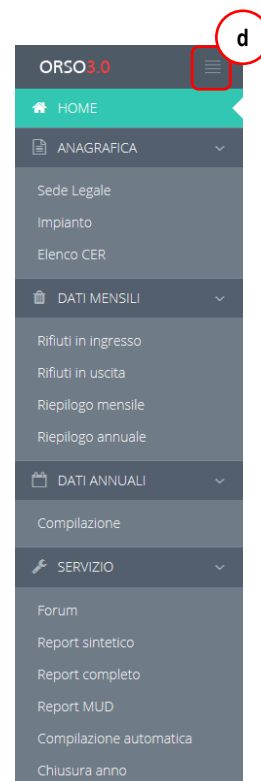 d
ORSO3.0
HOME
ANAGRAFICA
Sede Legale
Impianto
Elenco CER
DATI MENSILI
Rifiuti in ingresso
Rifiuti in uscita
Riepilogo mensile
Riepilogo annuale
DATI ANNUALI
Compilazione
SERVIZIO
Forum
Report sintetico
Report completo
Report MUD
Compilazione automatica
Chiusura anno